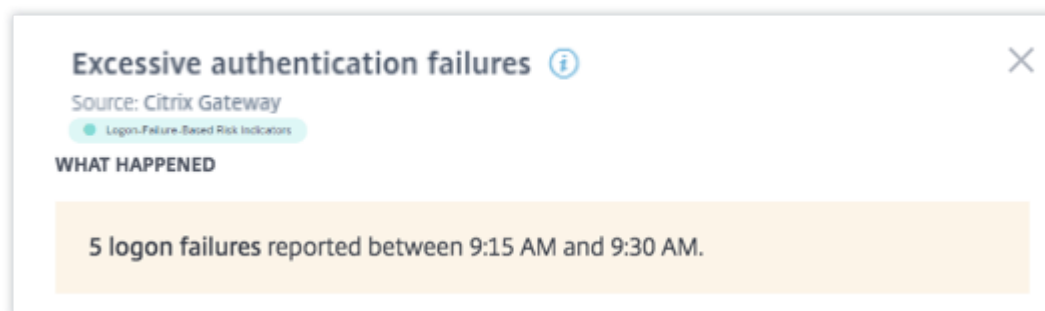 Excessive authentication failures
Source: Citrix Gateway
Logon-Failure-Based Risk Indicators
WHAT HAPPENED
5 logon failures reported between 9:15 AM and 9:30 AM.